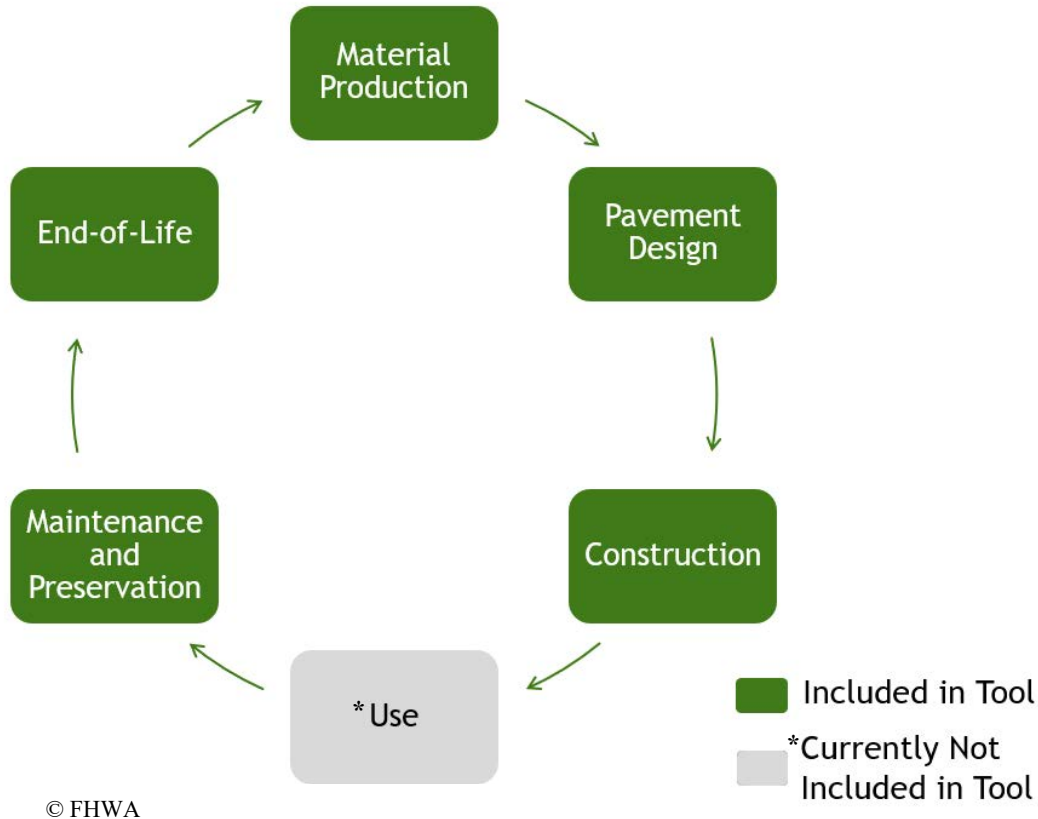 Material
Production
Pavement
Design
Construction
*Use
Maintenance
and
Preservation
End-of-Life
Included in Tool
*Currently Not
Included in Tool
© FHWA